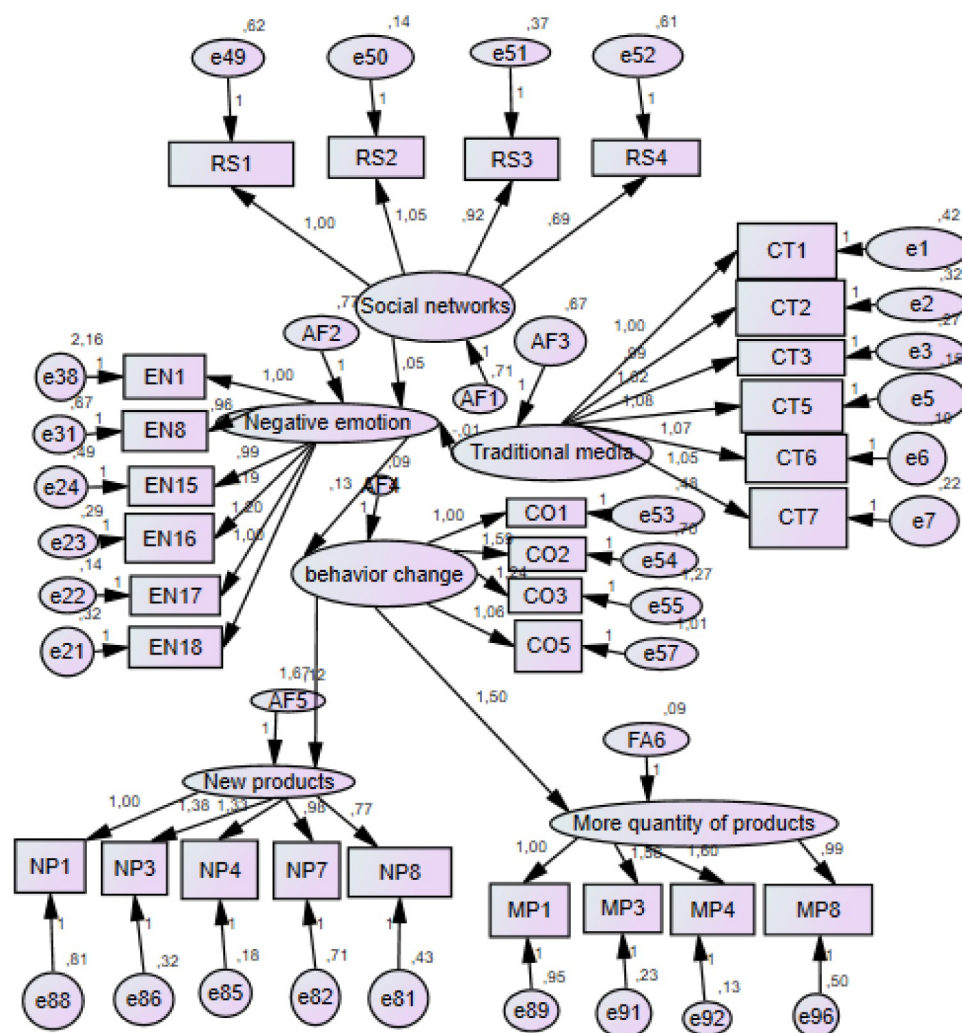 ,62 ,14 ,37 ,61
e49 e50 e51 e52
1 1 1 1
RS1 RS2 RS3 RS4
1,00 1,05 ,92 ,69
Social networks
,77
AF2
1
,05
1
,71
AF1
,67
AF3
1
Traditional media
-,01
1,00
,99
1,02
1,08
1,07
1,05
CT1 1 e1 ,42
CT2 1 e2 ,32
CT3 1 e3 ,27
CT5 1 e5
CT6 1 e6
CT7 1 e7 ,22
Negative emotion
2,16
e38 1 EN1 1,00
,67
e31 1 EN8 ,96
,49
e24 1 EN15 ,99
,29
e23 1 EN16
,14
e22 1 EN17 1,20
,32
e21 1 EN18 1,00
,13
,09
AF4
1
behavior change
1,00 CO1 1 e53 ,48
CO2 1 e54
1,24 CO3 1 e55 1,27
1,06 CO5 1 e57 1,01
1,67
AF5
1
1,50
,09
FA6
1
New products
More quantity of products
1,00 1,38 1,33 ,98 ,77
NP1 NP3 NP4 NP7 NP8
1 1 1 1 1
,81 ,32 ,18 ,71 ,43
e88 e86 e85 e82 e81
1,00 1,58 1,60 ,99
MP1 MP3 MP4 MP8
1 1 1 1
,95 ,23 ,13 ,50
e89 e91 e92 e96